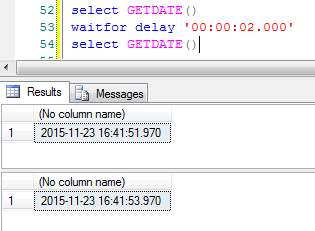 52 select GETDATE()
53 waitfor delay '00:00:02.000'
54 select GETDATE()
Results Messages
(No column name)
1 2015-11-23 16:41:51.970
(No column name)
1 2015-11-23 16:41:53.970